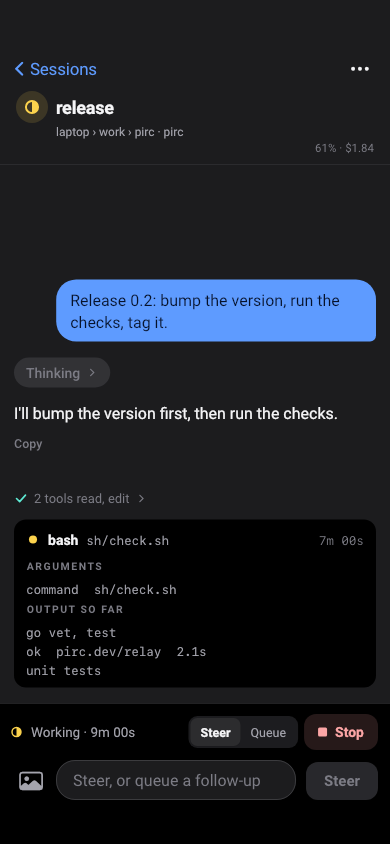 Sessions
release
laptop › work › pirc · pirc
61% · $1.84
Release 0.2: bump the version, run the
checks, tag it.
Thinking
I'll bump the version first, then run the checks.
Copy
2 tools read, edit
bash sh/check.sh 7m 00s
ARGUMENTS
command sh/check.sh
OUTPUT SO FAR
go vet, test
ok pirc.dev/relay 2.1s
unit tests
Working · 9m 00s Steer Queue Stop
Steer, or queue a follow-up Steer